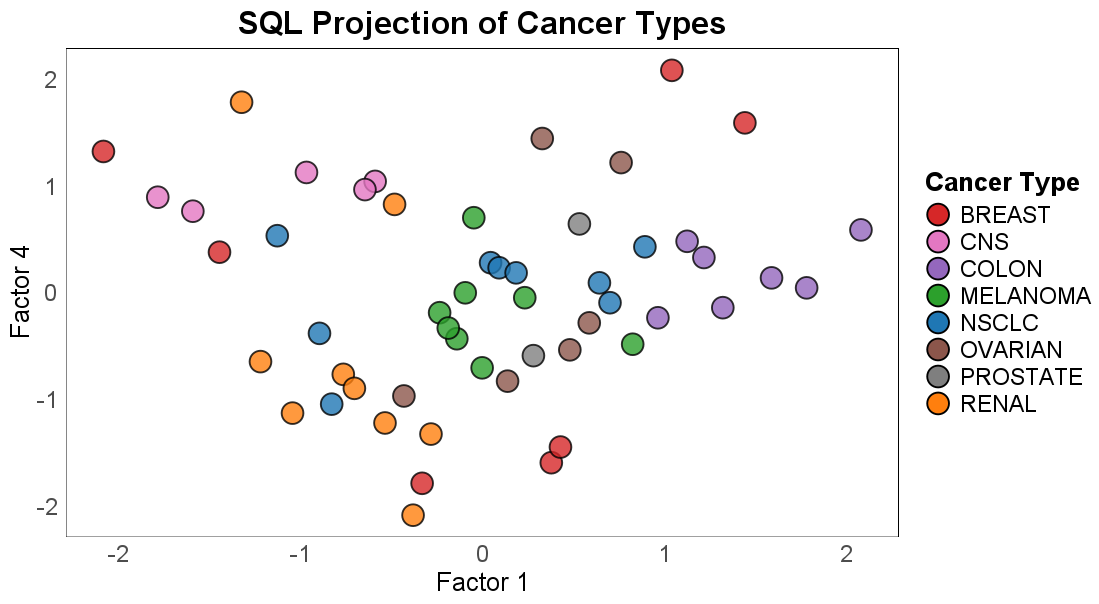 SQL Projection of Cancer Types
2
1
0
-1
-2
Factor 4
-2
-1
0
1
2
Factor 1
Cancer Type
BREAST
CNS
COLON
MELANOMA
NSCLC
OVARIAN
PROSTATE
RENAL